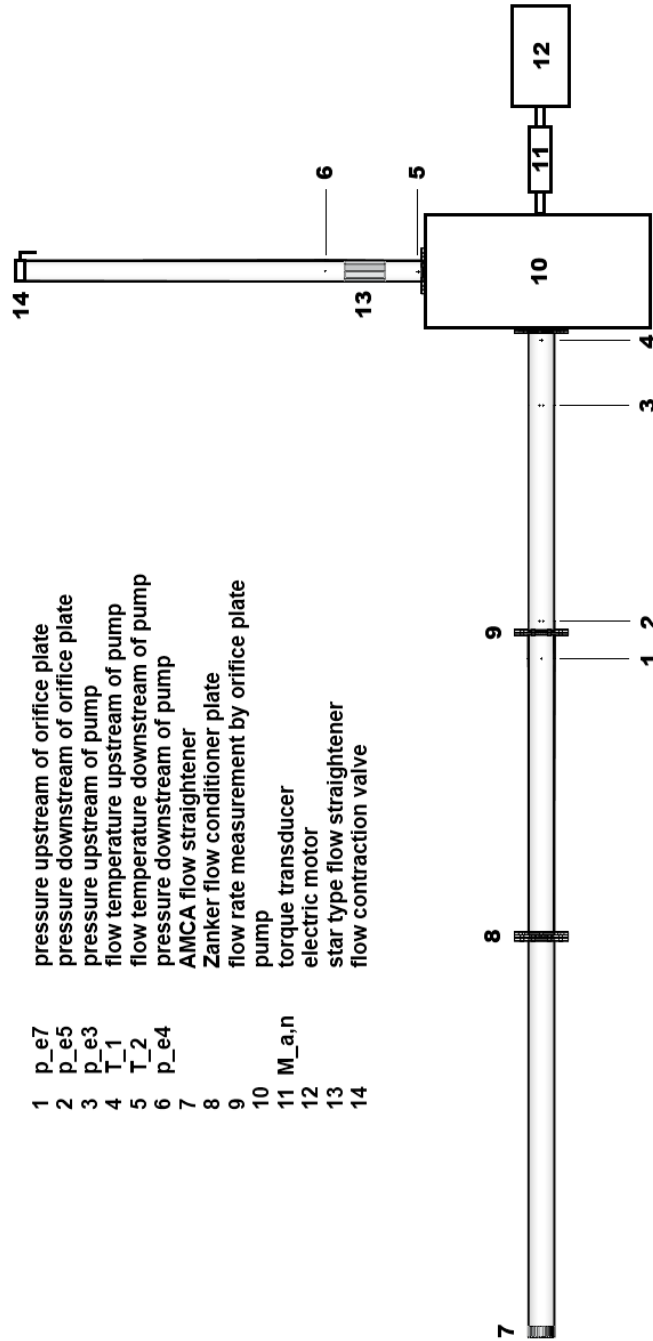 1 p_e7 pressure upstream of orifice plate
2 p_e5 pressure downstream of orifice plate
3 p_e3 pressure upstream of pump
4 T_1 flow temperature upstream of pump
5 T_2 flow temperature downstream of pump
6 p_e4 pressure downstream of pump
7 AMCA flow straightener
8 Zanker flow conditioner plate
9 flow rate measurement by orifice plate
10 pump
11 M_a,n torque transducer
12 electric motor
13 star type flow straightener
14 flow contraction valve
14
13
6
5
7
8
9
10
11
12
1
2
3
4